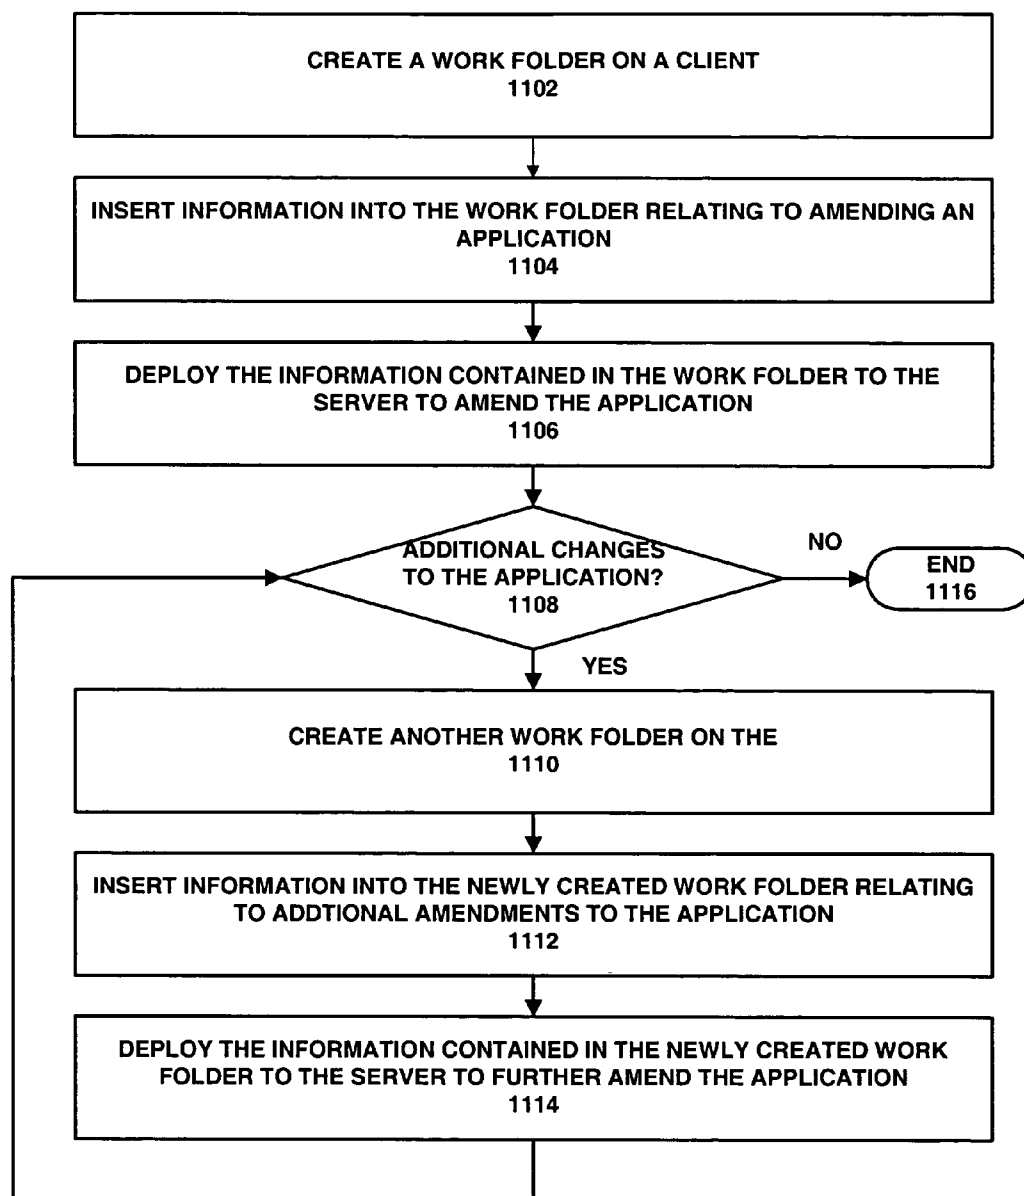 CREATE A WORK FOLDER ON A CLIENT
1102
INSERT INFORMATION INTO THE WORK FOLDER RELATING TO AMENDING AN
APPLICATION
1104
DEPLOY THE INFORMATION CONTAINED IN THE WORK FOLDER TO THE
SERVER TO AMEND THE APPLICATION
1106
ADDITIONAL CHANGES
TO THE APPLICATION?
1108
NO
END
1116
YES
CREATE ANOTHER WORK FOLDER ON THE
1110
INSERT INFORMATION INTO THE NEWLY CREATED WORK FOLDER RELATING
TO ADDTIONAL AMENDMENTS TO THE APPLICATION
1112
DEPLOY THE INFORMATION CONTAINED IN THE NEWLY CREATED WORK
FOLDER TO THE SERVER TO FURTHER AMEND THE APPLICATION
1114